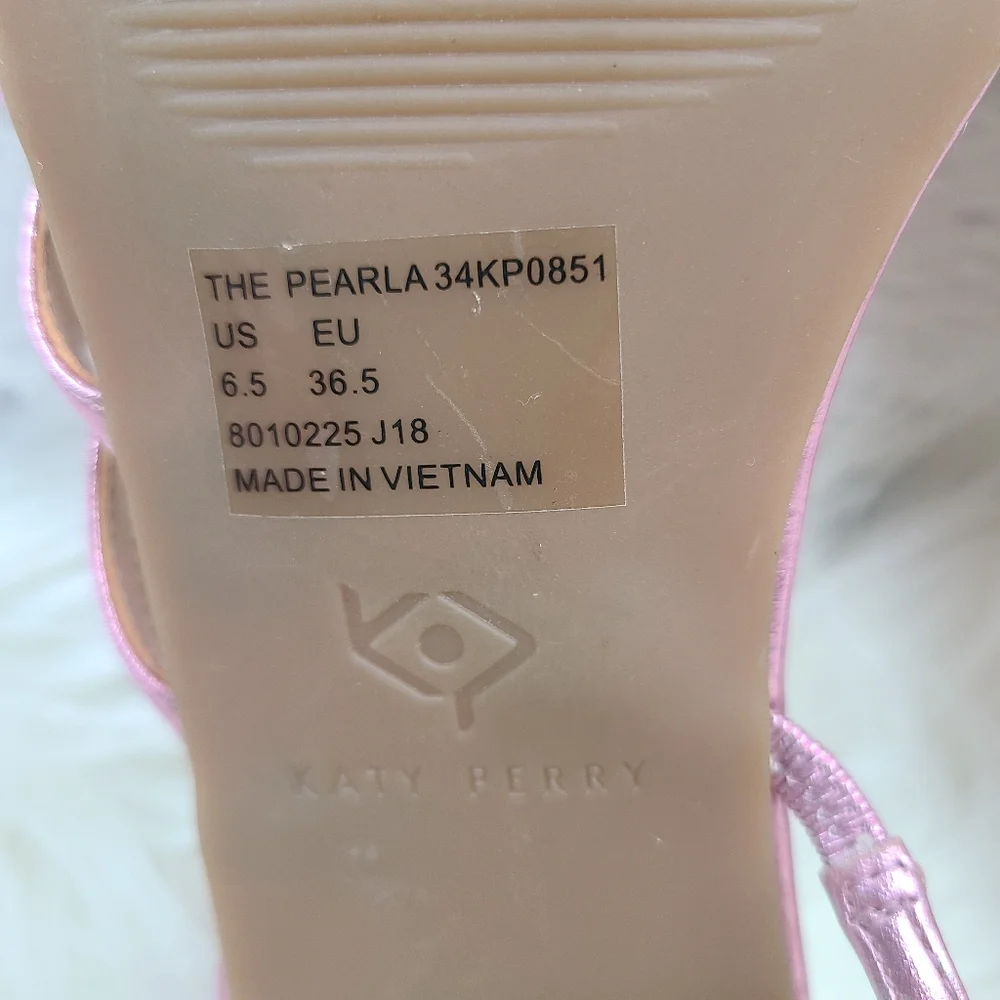 THE PEARLA 34KP0851
US EU
6.5 36.5
8010225 J18
MADE IN VIETNAM
KATY PERRY